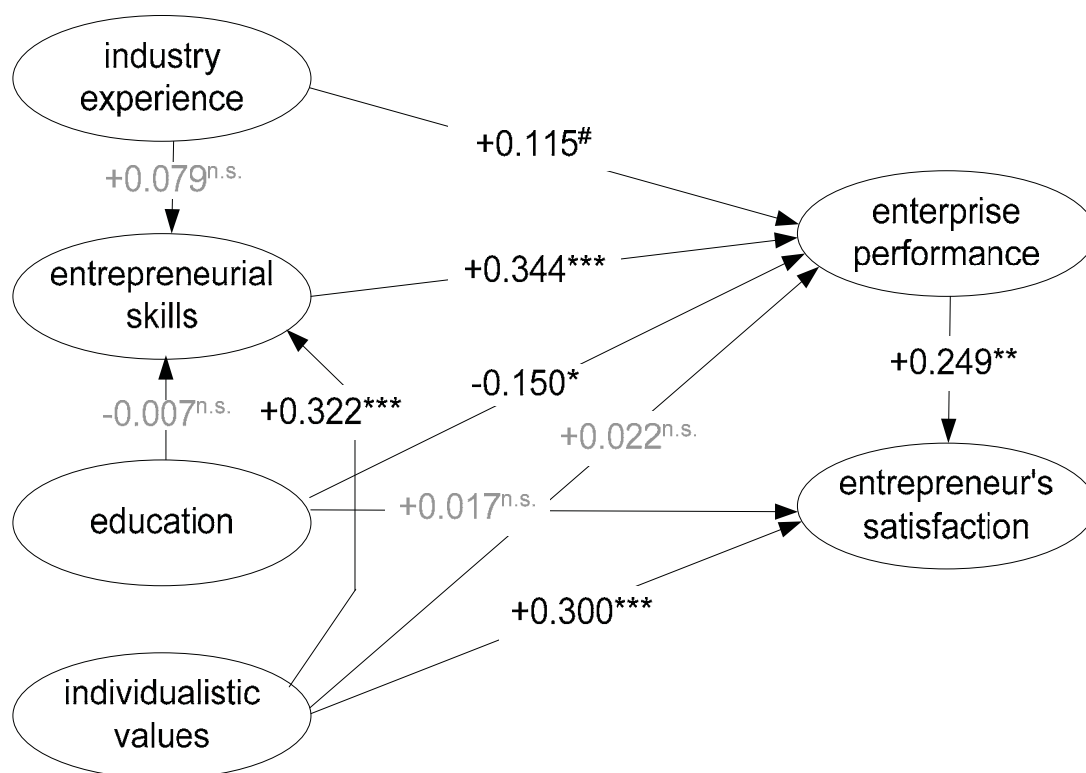 industry
experience
+0.115#
+0.079n.s.
enterprise
performance
entrepreneurial
skills
+0.344***
+0.249**
-0.150*
-0.007n.s.
+0.322***
+0.022n.s.
education
+0.017n.s.
entrepreneur's
satisfaction
+0.300***
individualistic
values